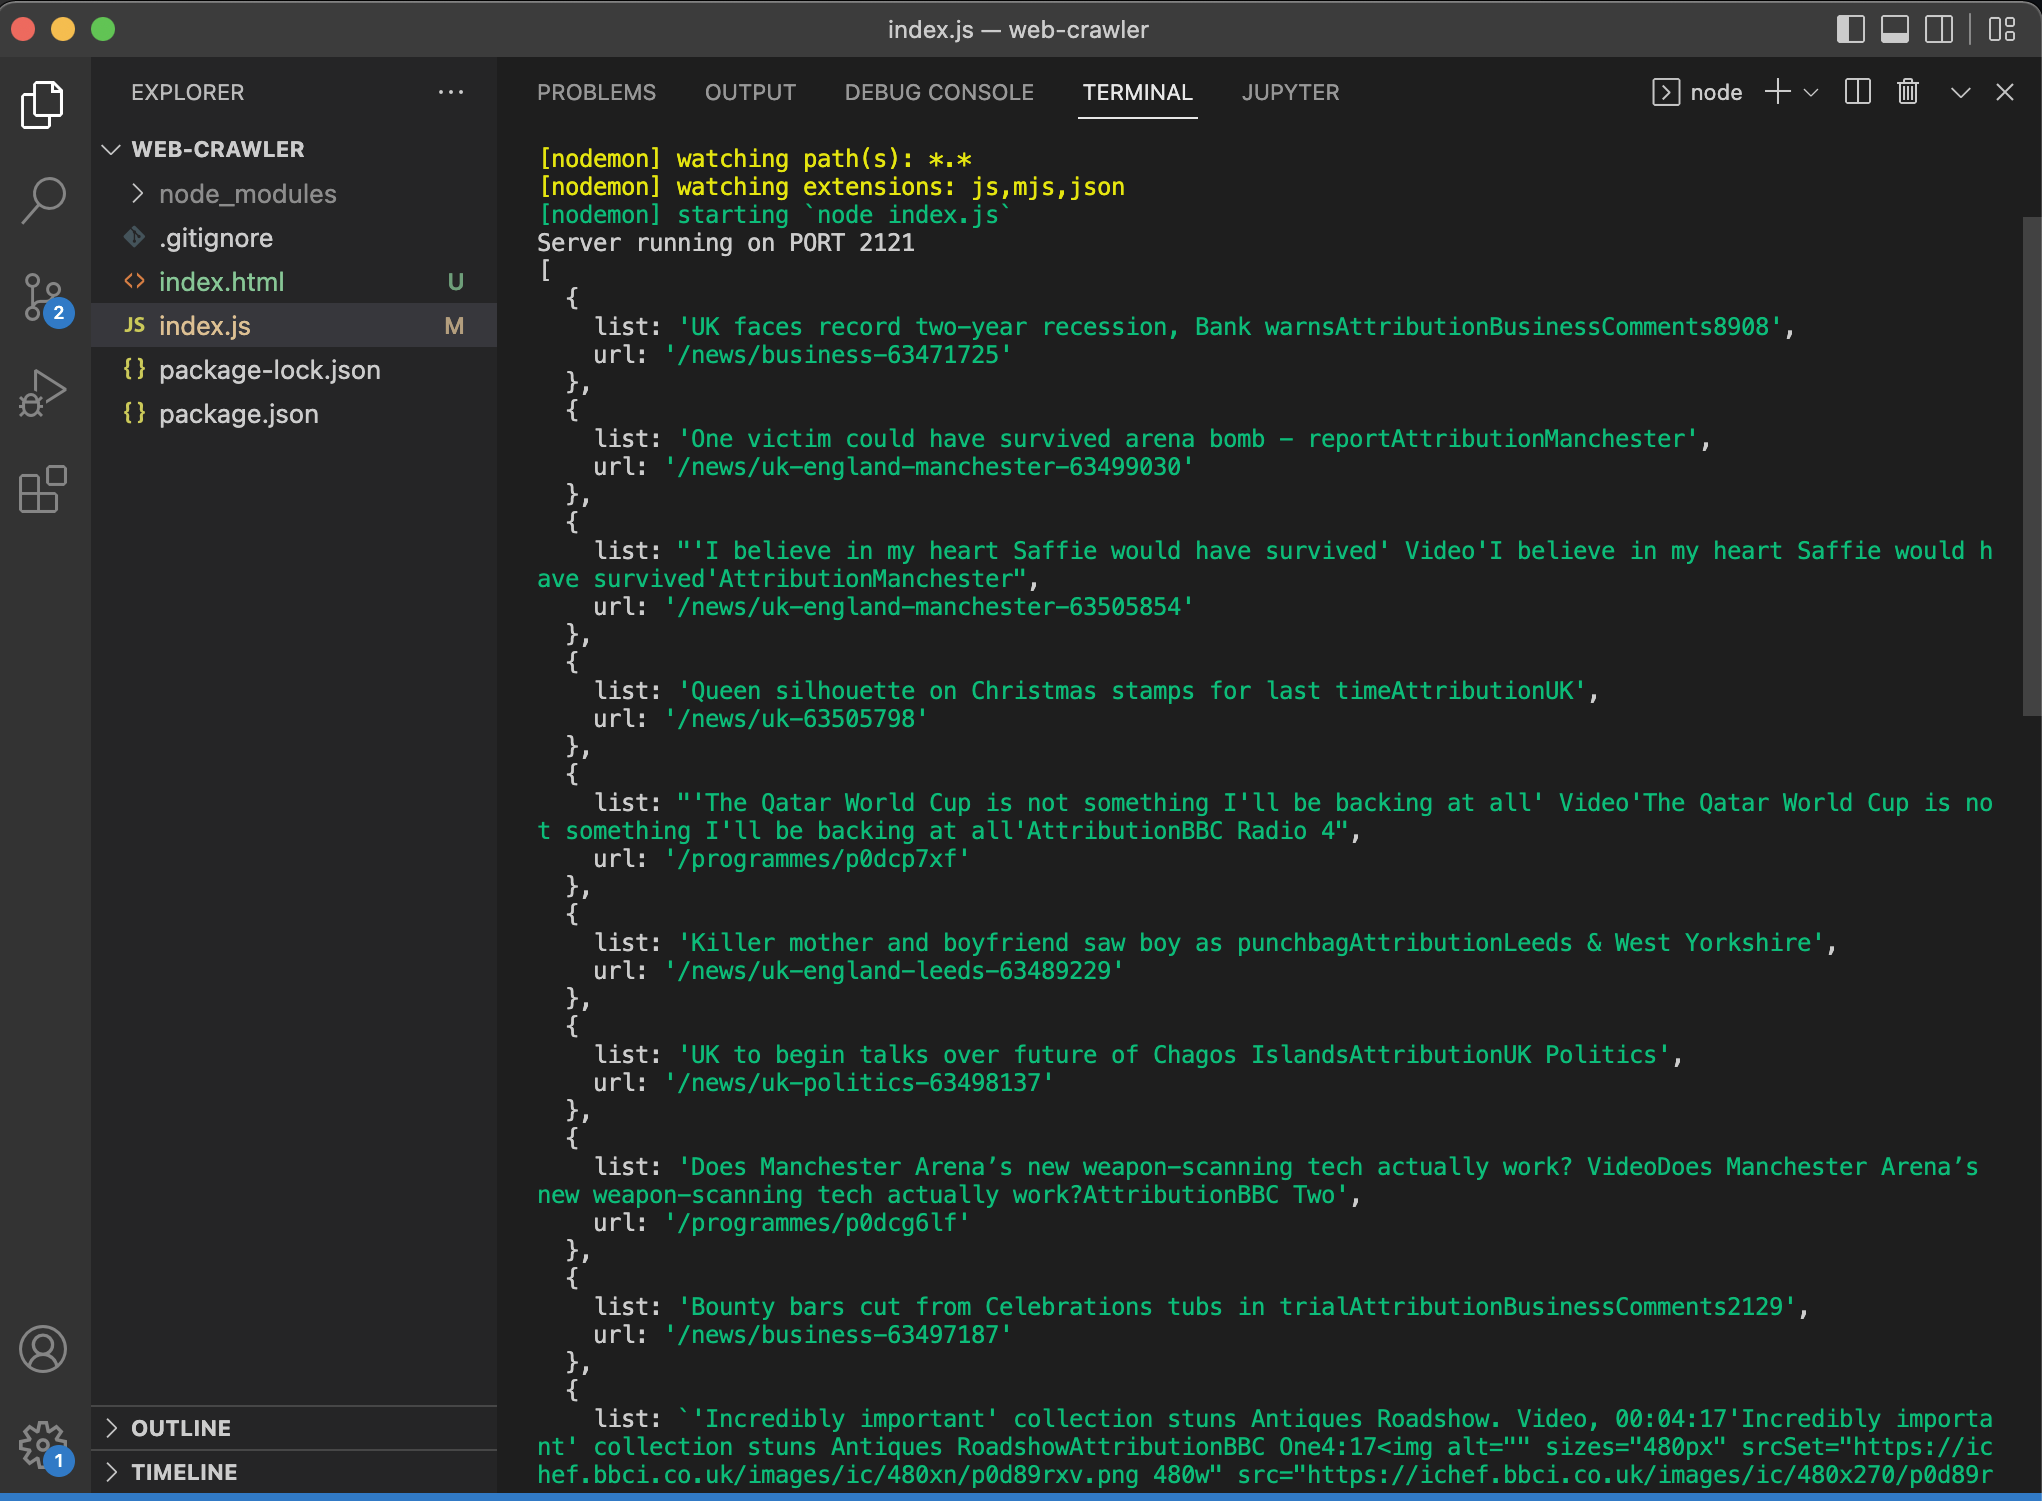 index.js — web-crawler
EXPLORER
WEB-CRAWLER
node_modules
.gitignore
index.html U
JS index.js M
{} package-lock.json
{} package.json
2
1
OUTLINE
TIMELINE
PROBLEMS OUTPUT DEBUG CONSOLE TERMINAL JUPYTER
node
[nodemon] watching path(s): *.*
[nodemon] watching extensions: js,mjs,json
[nodemon] starting `node index.js`
Server running on PORT 2121
[
{
list: 'UK faces record two-year recession, Bank warnsAttributionBusinessComments8908',
url: '/news/business-63471725'
},
{
list: 'One victim could have survived arena bomb - reportAttributionManchester',
url: '/news/uk-england-manchester-63499030'
},
{
list: "'I believe in my heart Saffie would have survived' Video'I believe in my heart Saffie would h
ave survived'AttributionManchester",
url: '/news/uk-england-manchester-63505854'
},
{
list: 'Queen silhouette on Christmas stamps for last timeAttributionUK',
url: '/news/uk-63505798'
},
{
list: "'The Qatar World Cup is not something I'll be backing at all' Video'The Qatar World Cup is no
t something I'll be backing at all'AttributionBBC Radio 4",
url: '/programmes/p0dcp7xf'
},
{
list: 'Killer mother and boyfriend saw boy as punchbagAttributionLeeds & West Yorkshire',
url: '/news/uk-england-leeds-63489229'
},
{
list: 'UK to begin talks over future of Chagos IslandsAttributionUK Politics',
url: '/news/uk-politics-63498137'
},
{
list: 'Does Manchester Arena’s new weapon-scanning tech actually work? VideoDoes Manchester Arena’s
new weapon-scanning tech actually work?AttributionBBC Two',
url: '/programmes/p0dcg6lf'
},
{
list: 'Bounty bars cut from Celebrations tubs in trialAttributionBusinessComments2129',
url: '/news/business-63497187'
},
{
list: `'Incredibly important' collection stuns Antiques Roadshow. Video, 00:04:17'Incredibly importa
nt' collection stuns Antiques RoadshowAttributionBBC One4:17<img alt="" sizes="480px" srcSet="https://ic
hef.bbci.co.uk/images/ic/480xn/p0d89rxv.png 480w" src="https://ichef.bbci.co.uk/images/ic/480x270/p0d89r